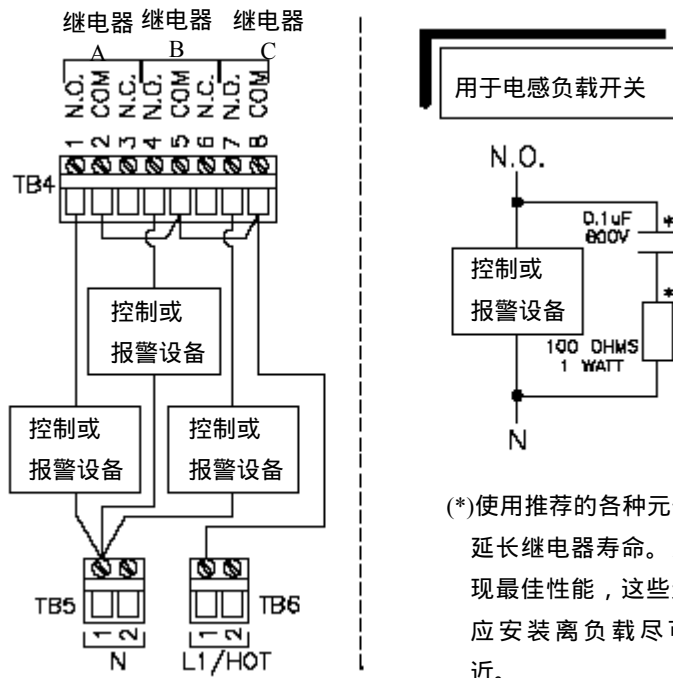 继电器 继电器 继电器
A B C
N.O. COM N.C. N.O. COM N.C. N.O. COM
1 2 3 4 5 6 7 8
TB4
控制或
报警设备
控制或
报警设备
控制或
报警设备
TB5
1 2
N
TB6
1 2
L1/HOT
用于电感负载开关
N.O.
0.1uF *
600V
控制或
报警设备
*
100 OHMS
1 WATT
N
(*)使用推荐的各种元
延长继电器寿命。
现最佳性能，这些
应安装离负载尽可
近。